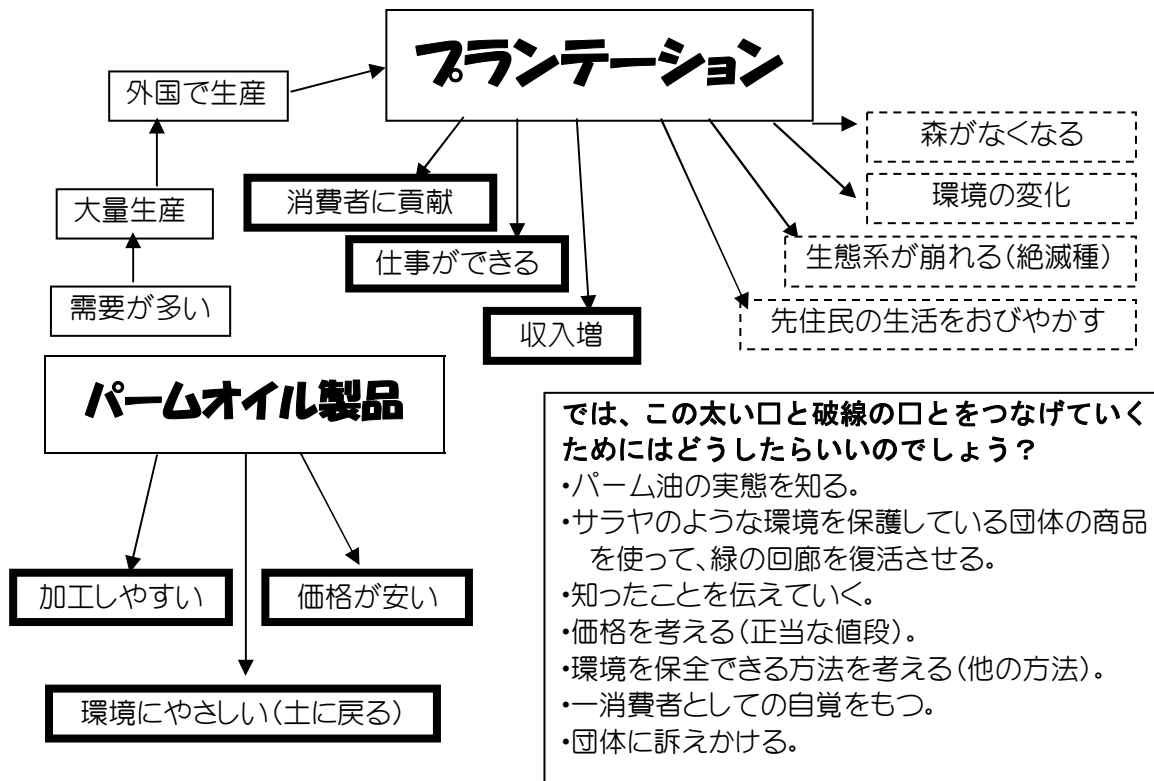 プランテーション
外国で生産
大量生産
需要が多い
消費者に貢献
仕事ができる
収入増
森がなくなる
環境の変化
生態系が崩れる(絶滅種)
先住民の生活をおびやかす
パームオイル製品
加工しやすい
価格が安い
環境にやさしい(土に戻る)
では、この太い□と破線の□とをつなげていく
ためにはどうしたらいいのでしょう？
・パーム油の実態を知る。
・サラヤのような環境を保護している団体の商品
を使って、緑の回廊を復活させる。
・知ったことを伝えていく。
・価格を考える(正当な値段)。
・環境を保全できる方法を考える(他の方法)。
・一消費者としての自覚をもつ。
・団体に訴えかける。